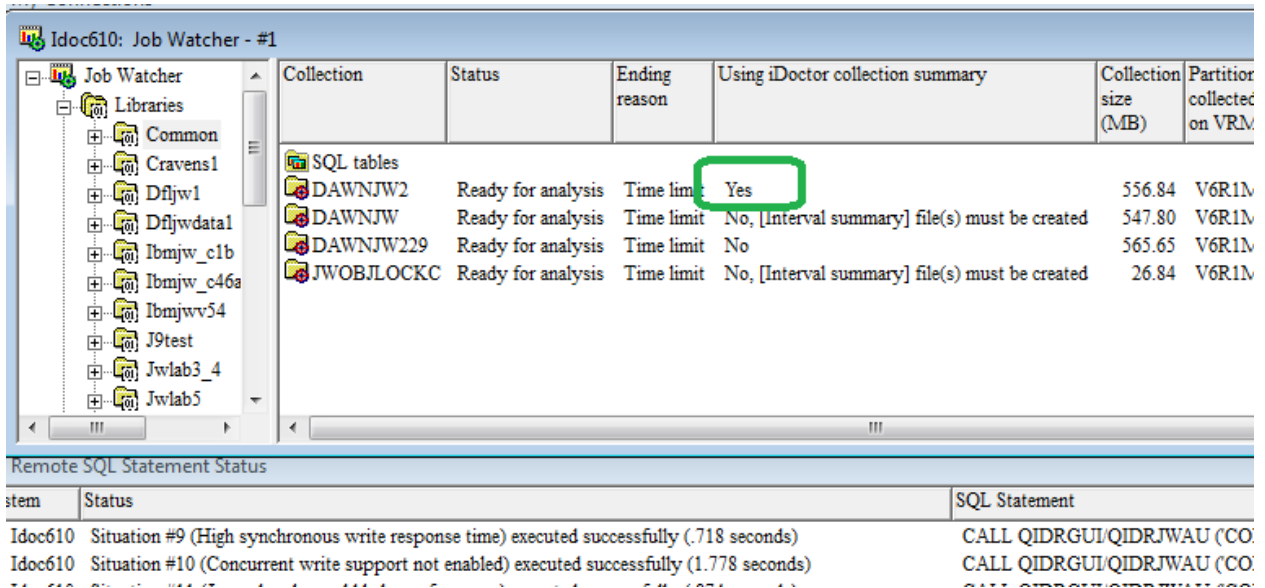 Idoc610: Job Watcher - #1
Job Watcher
Libraries
Common
Cravens1
Dfljw1
Dfljwdata1
Ibmjw_c1b
Ibmjw_c46a
Ibmjwv54
J9test
Jwlab3_4
Jwlab5
Collection Status Ending reason Using iDoctor collection summary Collection size (MB) Partition collected on VRM
SQL tables
DAWNJW2 Ready for analysis Time limit Yes 556.84 V6R1M
DAWNJW Ready for analysis Time limit No, [Interval summary] file(s) must be created 547.80 V6R1M
DAWNJW229 Ready for analysis Time limit No 565.65 V6R1M
JWOBJLOCKC Ready for analysis Time limit No, [Interval summary] file(s) must be created 26.84 V6R1M
Remote SQL Statement Status
stem Status SQL Statement
Idoc610 Situation #9 (High synchronous write response time) executed successfully (.718 seconds) CALL QIDRGUI/QIDRJWAU ('CO
Idoc610 Situation #10 (Concurrent write support not enabled) executed successfully (1.778 seconds) CALL QIDRGUI/QIDRJWAU ('CO